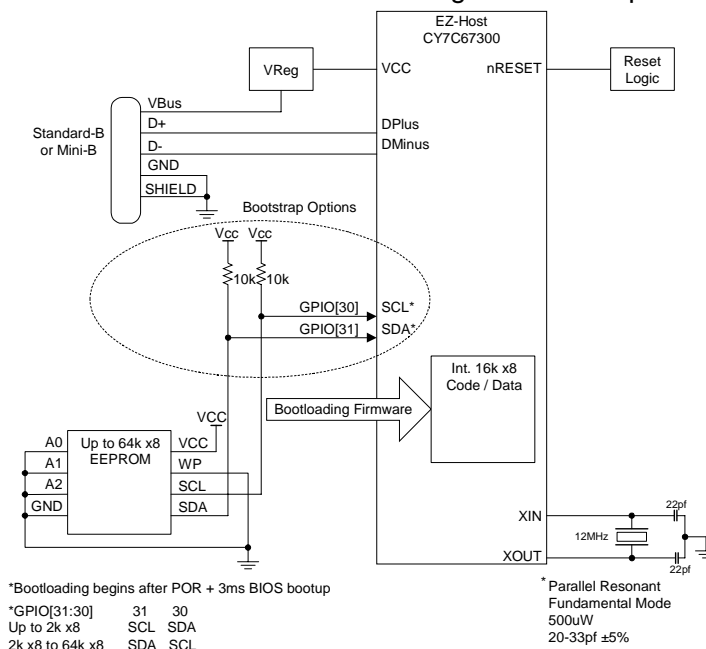 EZ-Host
CY7C67300
VReg
VCC
nRESET
Reset
Logic
VBus
D+
DPlus
Standard-B
or Mini-B
D-
DMinus
GND
SHIELD
Bootstrap Options
Vcc Vcc
10k 10k
GPIO[30] SCL*
GPIO[31] SDA*
Int. 16k x8
Code / Data
Bootloading Firmware
VCC
A0
A1
A2
GND
Up to 64k x8
EEPROM
VCC
WP
SCL
SDA
XIN
XOUT
22pf
12MHz
22pf
*Bootloading begins after POR + 3ms BIOS bootup
*GPIO[31:30] 31 30
Up to 2k x8 SCL SDA
2k x8 to 64k x8 SDA SCL
* Parallel Resonant
Fundamental Mode
500uW
20-33pf ±5%